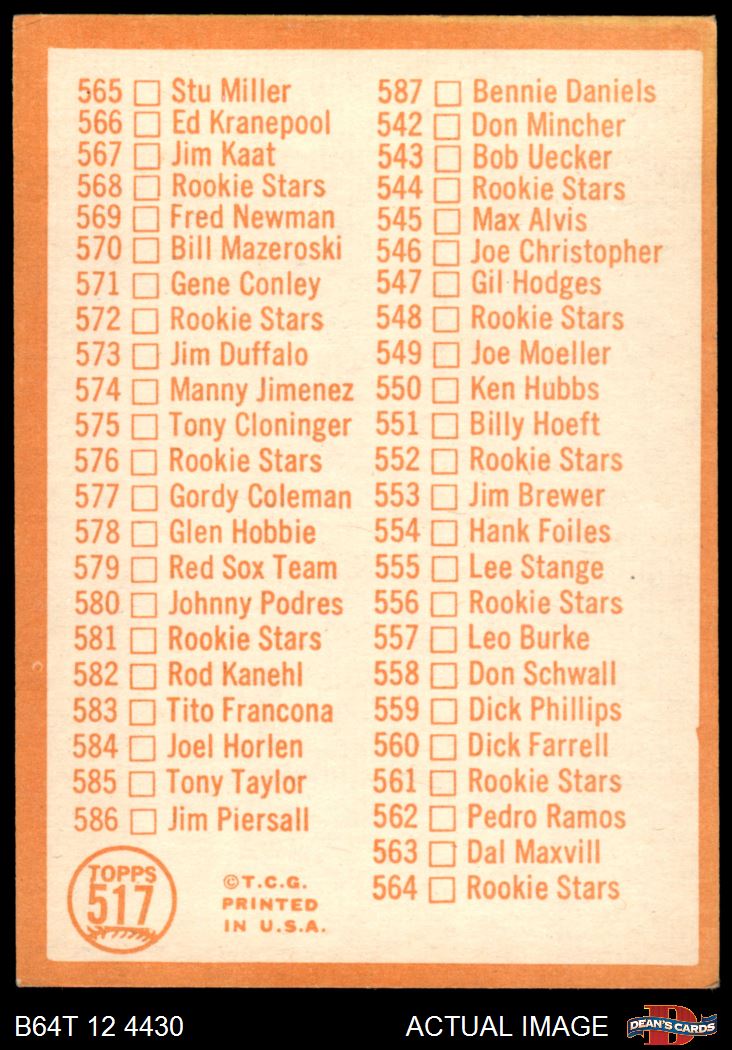 565 Stu Miller
566 Ed Kranepool
567 Jim Kaat
568 Rookie Stars
569 Fred Newman
570 Bill Mazeroski
571 Gene Conley
572 Rookie Stars
573 Jim Duffalo
574 Manny Jimenez
575 Tony Cloninger
576 Rookie Stars
577 Gordy Coleman
578 Glen Hobbie
579 Red Sox Team
580 Johnny Podres
581 Rookie Stars
582 Rod Kanehl
583 Tito Francona
584 Joel Horlen
585 Tony Taylor
586 Jim Piersall
587 Bennie Daniels
542 Don Mincher
543 Bob Uecker
544 Rookie Stars
545 Max Alvis
546 Joe Christopher
547 Gil Hodges
548 Rookie Stars
549 Joe Moeller
550 Ken Hubbs
551 Billy Hoeft
552 Rookie Stars
553 Jim Brewer
554 Hank Foiles
555 Lee Stange
556 Rookie Stars
557 Leo Burke
558 Don Schwall
559 Dick Phillips
560 Dick Farrell
561 Rookie Stars
562 Pedro Ramos
563 Dal Maxvill
564 Rookie Stars
TOPPS
517
©T.C.G.
PRINTED
IN U.S.A.
B64T 12 4430
ACTUAL IMAGE
D
DEAN'S CARDS